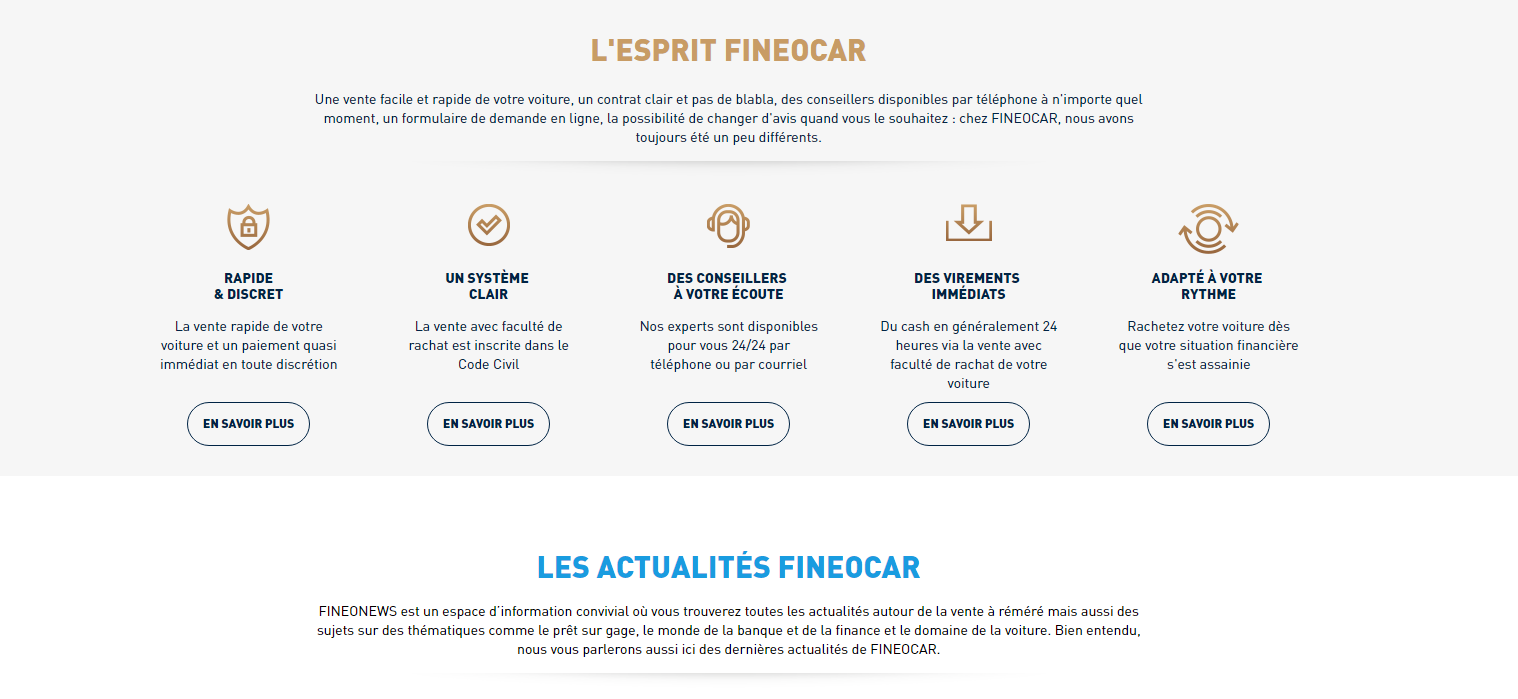 L'ESPRIT FINEOCAR
Une vente facile et rapide de votre voiture, un contrat clair et pas de blabla, des conseillers disponibles par téléphone à n'importe quel
moment, un formulaire de demande en ligne, la possibilité de changer d'avis quand vous le souhaitez : chez FINEOCAR, nous avons
toujours été un peu différents.
RAPIDE
& DISCRET
La vente rapide de votre
voiture et un paiement quasi
immédiat en toute discrétion
EN SAVOIR PLUS
UN SYSTÈME
CLAIR
La vente avec faculté de
rachat est inscrite dans le
Code Civil
EN SAVOIR PLUS
DES CONSEILLERS
À VOTRE ÉCOUTE
Nos experts sont disponibles
pour vous 24/24 par
téléphone ou par courriel
EN SAVOIR PLUS
DES VIREMENTS
IMMÉDIATS
Du cash en généralement 24
heures via la vente avec
faculté de rachat de votre
voiture
EN SAVOIR PLUS
ADAPTÉ À VOTRE
RYTHME
Rachetez votre voiture dès
que votre situation financière
s'est assainie
EN SAVOIR PLUS
LES ACTUALITÉS FINEOCAR
FINEONEWS est un espace d'information convivial où vous trouverez toutes les actualités autour de la vente à réméré mais aussi des
sujets sur des thématiques comme le prêt sur gage, le monde de la banque et de la finance et le domaine de la voiture. Bien entendu,
nous vous parlerons aussi ici des dernières actualités de FINEOCAR.